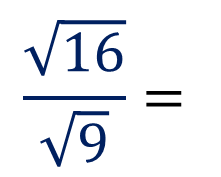 √16
√9 =